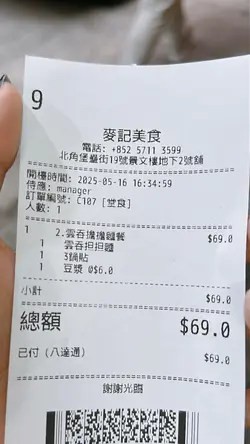 9
麥記美食
電話: +852 5711 3599
北角堡壘街19號景文樓地下2號舖
開檯時間: 2025-05-16 16:34:59
侍應: manager
訂單編號: C107 [堂食]
人數: 1
1 2.雲吞擔擔麵餐 $69.0
1 雲吞担担麵
1 3鍋貼
1 豆漿 @$6.0
小計 $69.0
總額 $69.0
已付 (八達通) $69.0
謝謝光臨